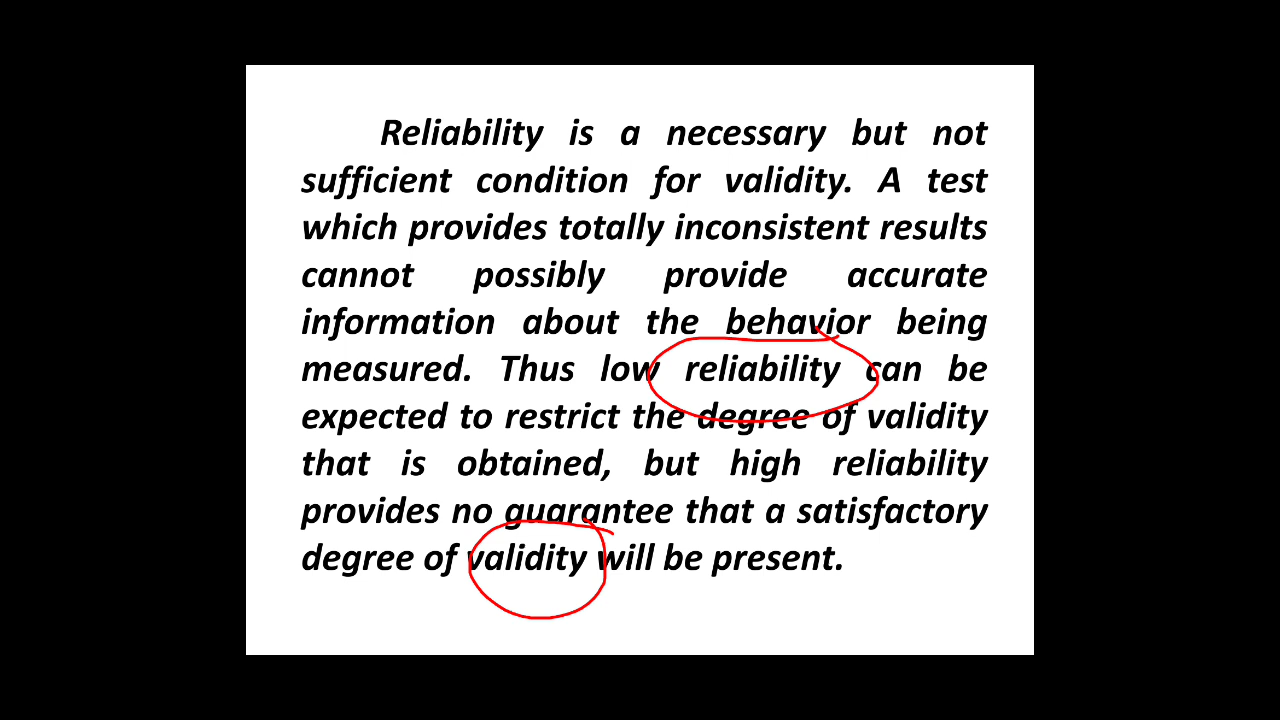 Reliability is a necessary but not
sufficient condition for validity. A test
which provides totally inconsistent results
cannot possibly provide accurate
information about the behavior being
measured. Thus low reliability can be
expected to restrict the degree of validity
that is obtained, but high reliability
provides no guarantee that a satisfactory
degree of validity will be present.